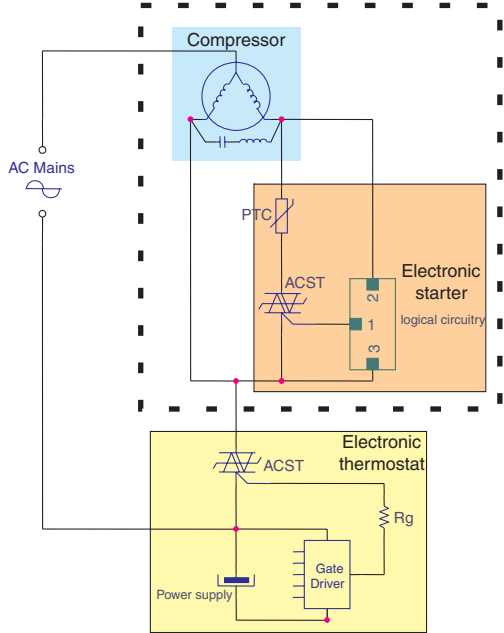 Compressor
AC Mains
PTC
ACST
Electronic
starter
logical circuitry
2
1
3
Electronic
thermostat
ACST
Rg
Gate
Driver
Power supply